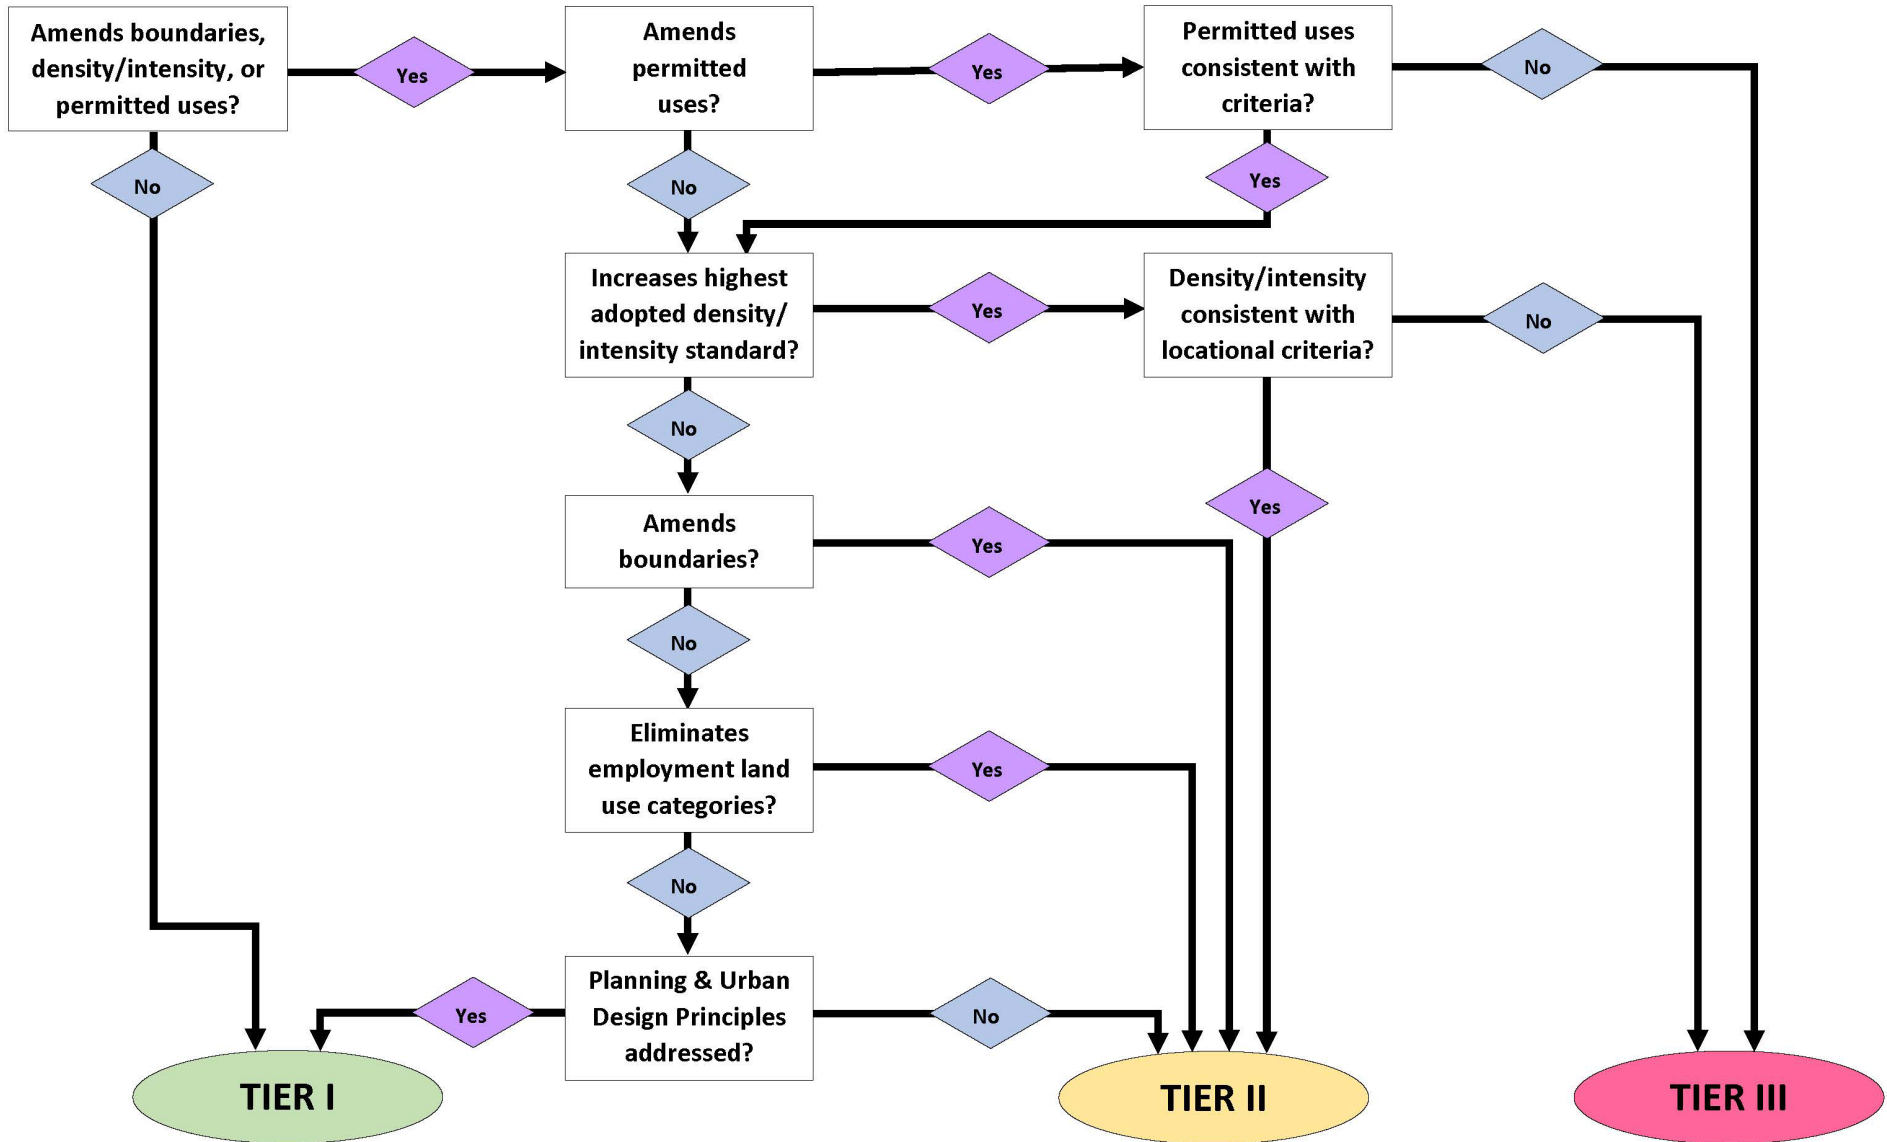 Amends boundaries,
density/intensity, or
permitted uses?
Yes
Amends
permitted
uses?
Yes
Permitted uses
consistent with
criteria?
No
No
No
Yes
Increases highest
adopted density/
intensity standard?
Yes
Density/intensity
consistent with
locational criteria?
No
No
Yes
Amends
boundaries?
Yes
No
Eliminates
employment land
use categories?
Yes
No
Yes
Planning & Urban
Design Principles
addressed?
No
TIER I
TIER II
TIER III